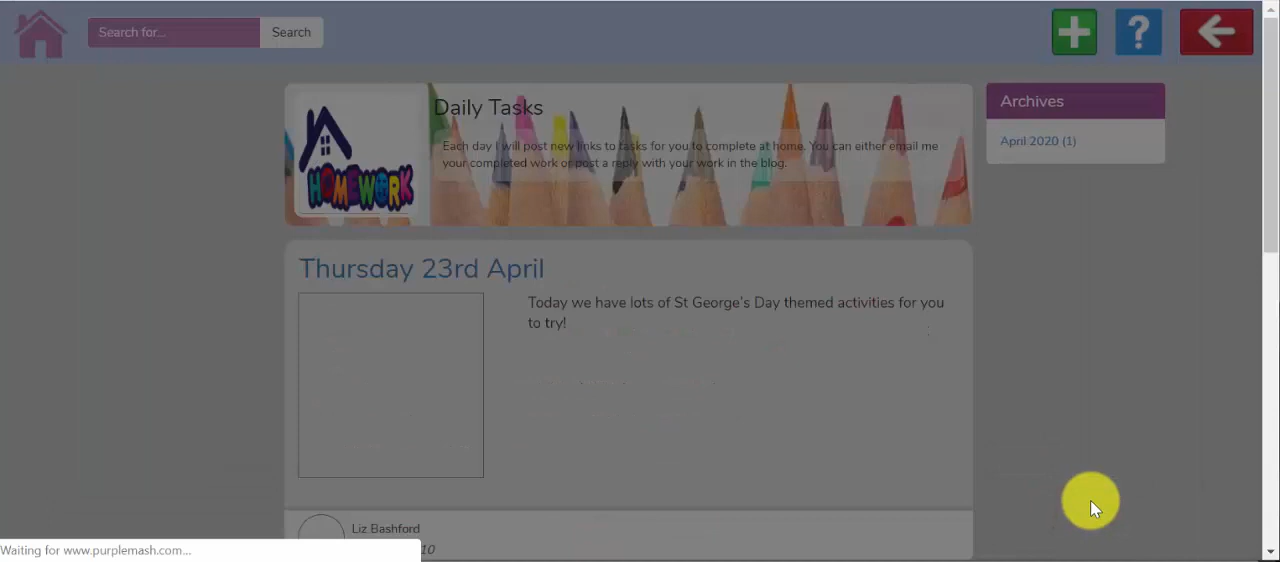 Search for...
Search
?
Daily Tasks
Each day I will post new links to tasks for you to complete at home. You can either email me
your completed work or post a reply with your work in the blog.
HOMEWORK
Archives
April 2020 (1)
Thursday 23rd April
Today we have lots of St George's Day themed activities for you
to try!
Liz Bashford
10
Waiting for www.purplemash.com...